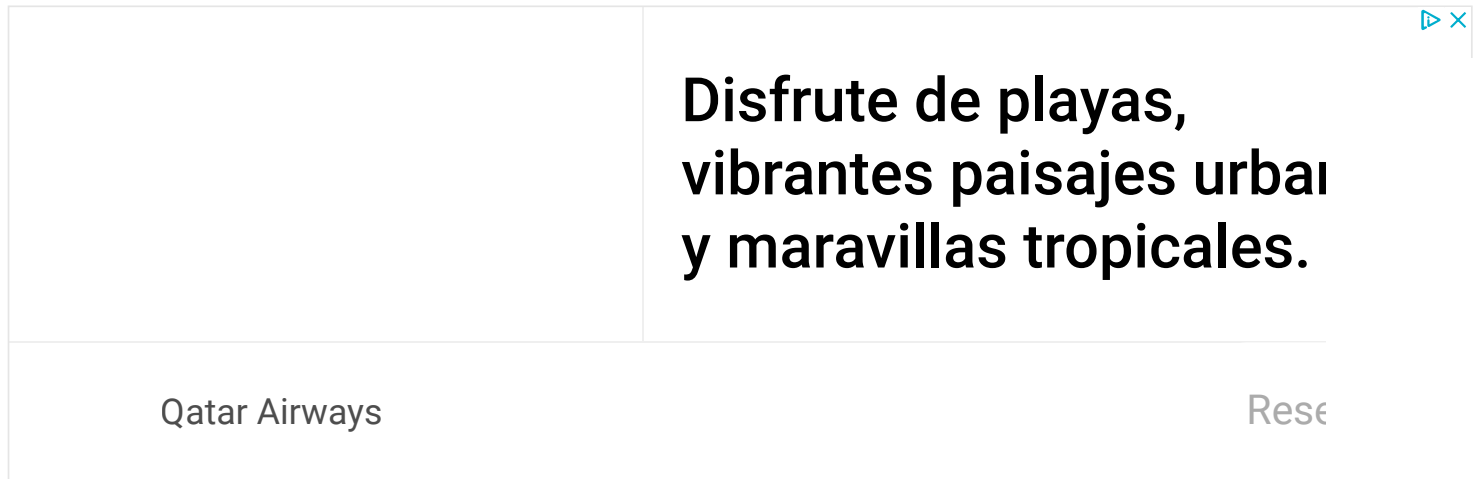 Disfrute de playas,
vibrantes paisajes
y maravillas tropicales.
Qatar Airways